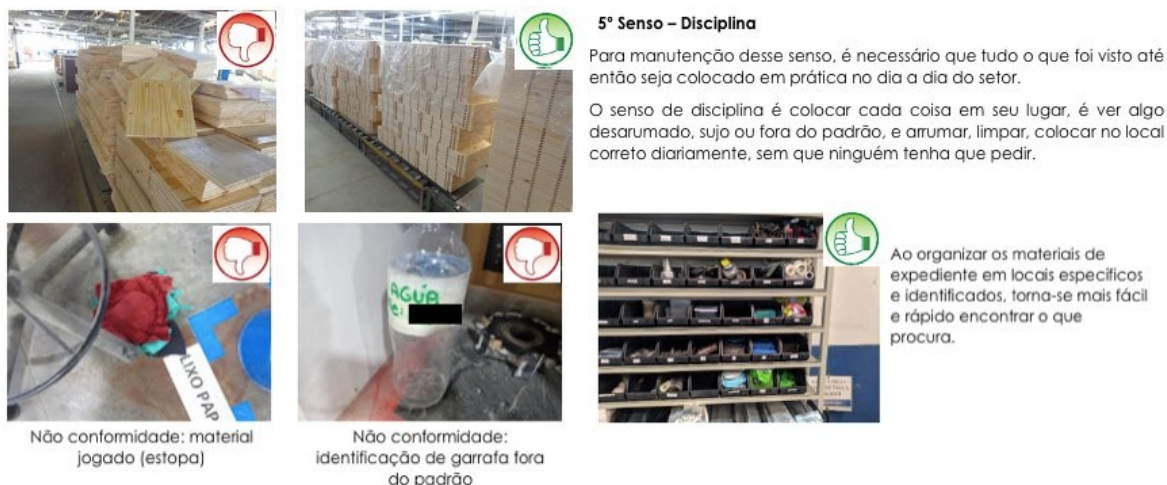 5º Senso – Disciplina
Para manutenção desse senso, é necessário que tudo o que foi visto até
então seja colocado em prática no dia a dia do setor.
O senso de disciplina é colocar cada coisa em seu lugar, é ver algo
desarumado, sujo ou fora do padrão, e arrumar, limpar, colocar no local
correto diariamente, sem que ninguém tenha que pedir.
LIXO PAP
AGUA
Não conformidade: material
jogado (estopa)
Não conformidade:
identificação de garrafa fora
do padrão
Ao organizar os materiais de
expediente em locais específicos
e identificados, torna-se mais fácil
e rápido encontrar o que
procura.